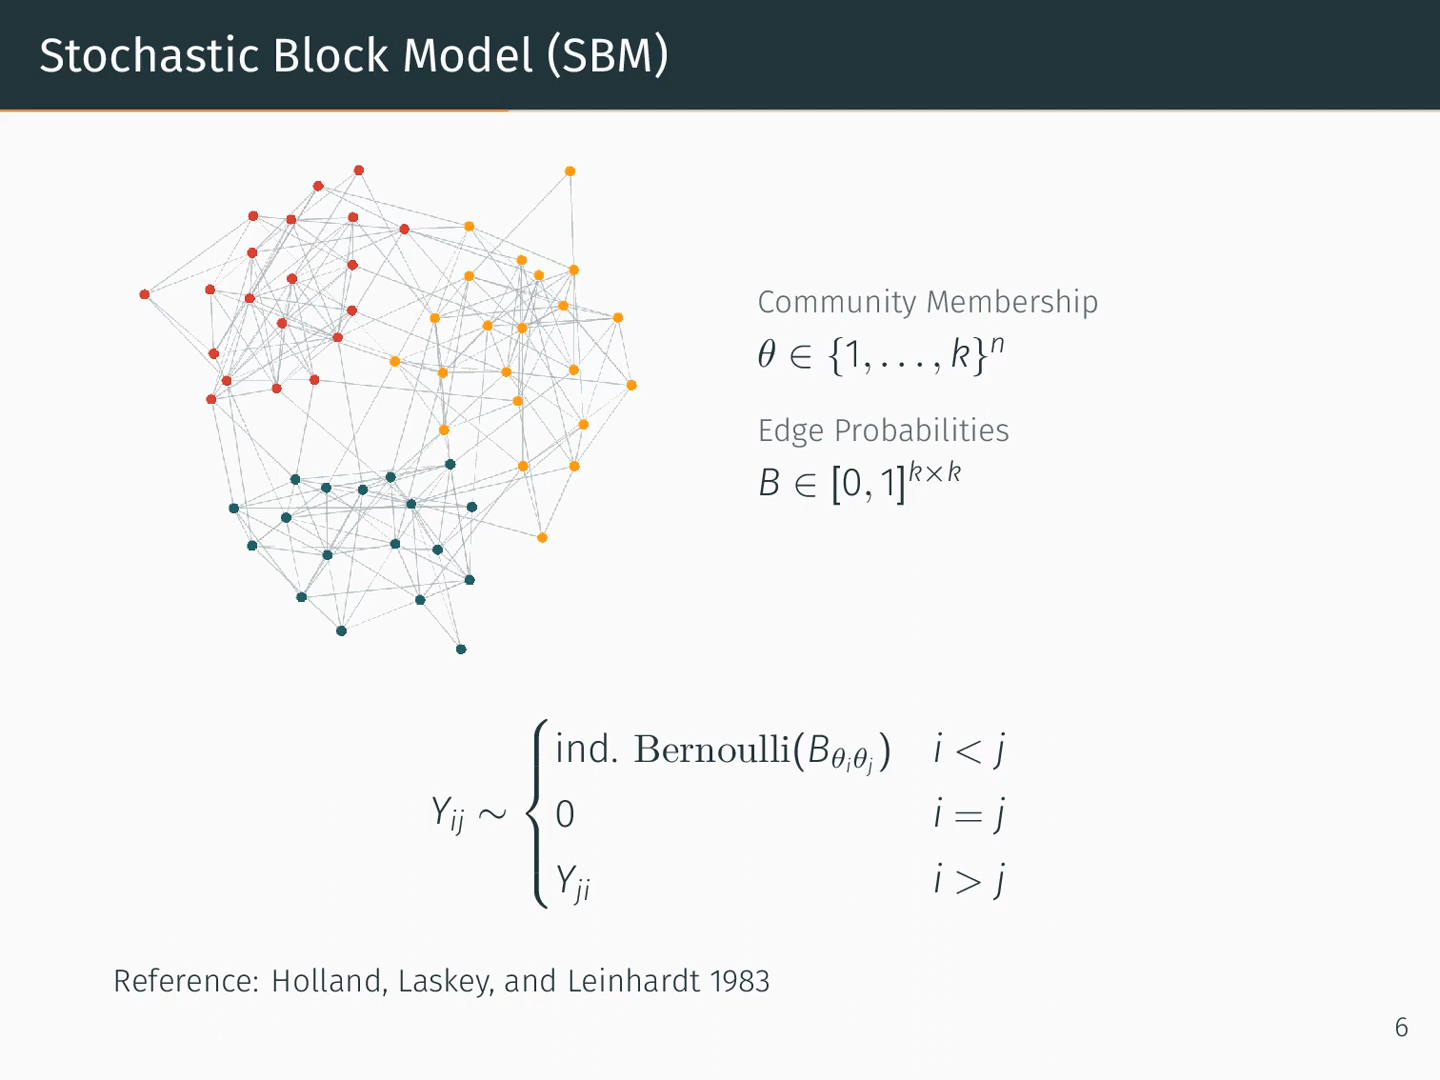 Stochastic Block Model (SBM)
Community Membership
θ ∈ {1, . . . , k}ⁿ
Edge Probabilities
B ∈ [0, 1]ᵏˣᵏ
Y_{ij} ∼ { ind. Bernoulli(B_{θ_iθ_j}) i < j
0 i = j
Y_{ji} i > j
Reference: Holland, Laskey, and Leinhardt 1983
6